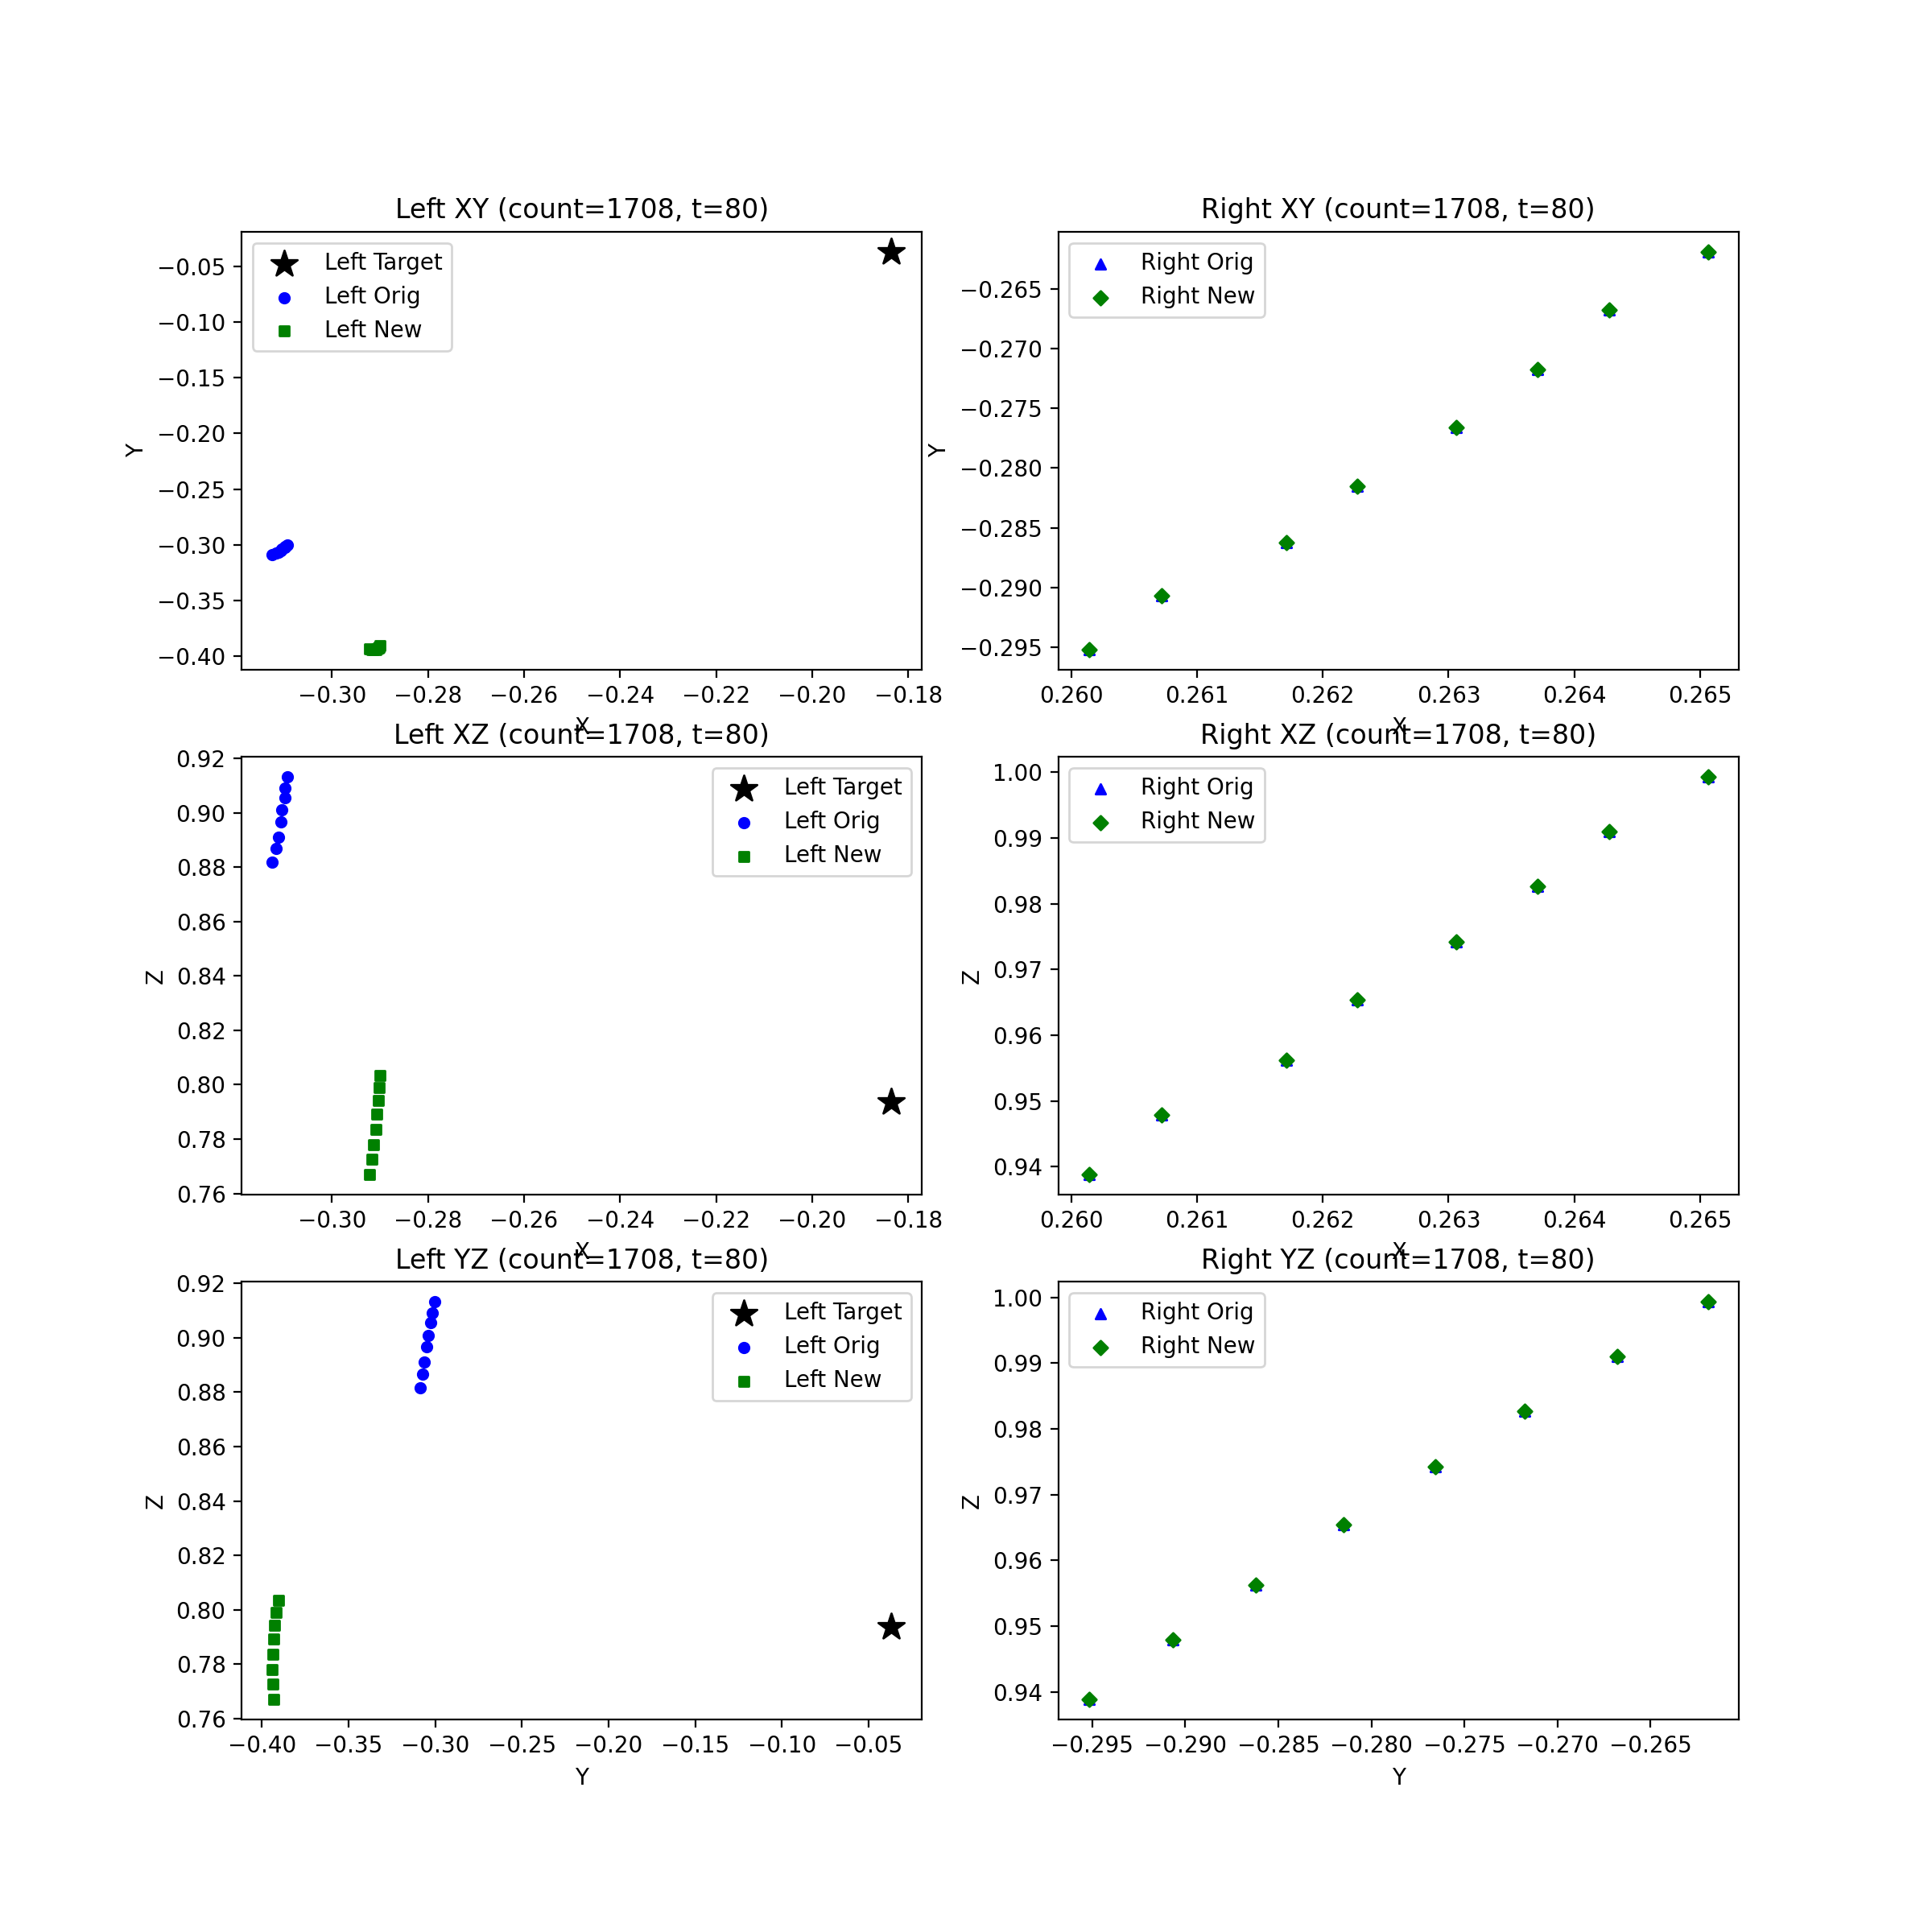 Left XY (count=1708, t=80)
Left Target
Left Orig
Left New
−0.05
−0.10
−0.15
−0.20
−0.25
−0.30
−0.35
−0.40
Y
−0.30 −0.28 −0.26 −0.24 −0.22 −0.20 −0.18
X
Right XY (count=1708, t=80)
Right Orig
Right New
−0.265
−0.270
−0.275
−0.280
−0.285
−0.290
−0.295
Y
0.260 0.261 0.262 0.263 0.264 0.265
X
Left XZ (count=1708, t=80)
Left Target
Left Orig
Left New
0.92
0.90
0.88
0.86
0.84
0.82
0.80
0.78
0.76
Z
−0.30 −0.28 −0.26 −0.24 −0.22 −0.20 −0.18
X
Right XZ (count=1708, t=80)
Right Orig
Right New
1.00
0.99
0.98
0.97
0.96
0.95
0.94
Z
0.260 0.261 0.262 0.263 0.264 0.265
X
Left YZ (count=1708, t=80)
Left Target
Left Orig
Left New
0.92
0.90
0.88
0.86
0.84
0.82
0.80
0.78
0.76
Z
−0.40 −0.35 −0.30 −0.25 −0.20 −0.15 −0.10 −0.05
Y
Right YZ (count=1708, t=80)
Right Orig
Right New
1.00
0.99
0.98
0.97
0.96
0.95
0.94
Z
−0.295 −0.290 −0.285 −0.280 −0.275 −0.270 −0.265
Y